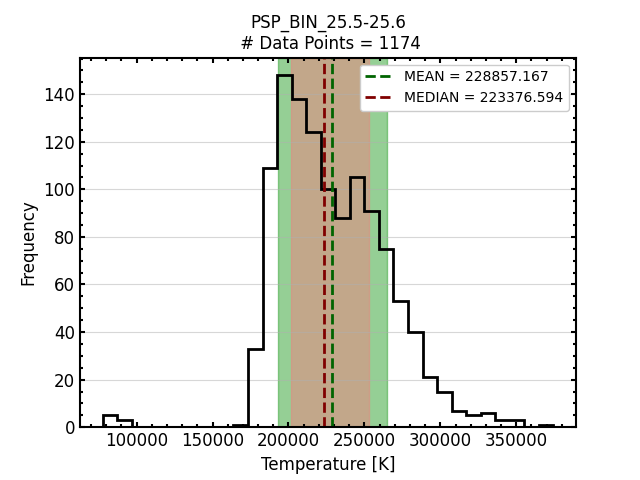 PSP_BIN_25.5-25.6
# Data Points = 1174
MEAN = 228857.167
MEDIAN = 223376.594
Frequency
140
120
100
80
60
40
20
0
100000 150000 200000 250000 300000 350000
Temperature [K]